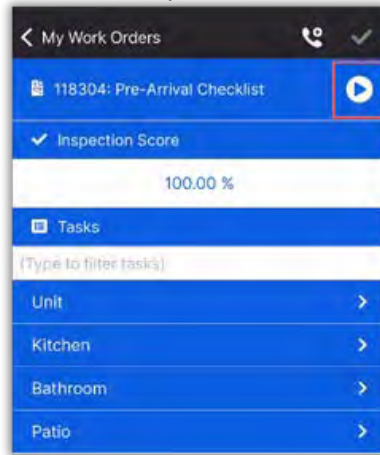 My Work Orders
118304: Pre-Arrival Checklist
Inspection Score
100.00 %
Tasks
(Type to filter tasks)
Unit
Kitchen
Bathroom
Patio